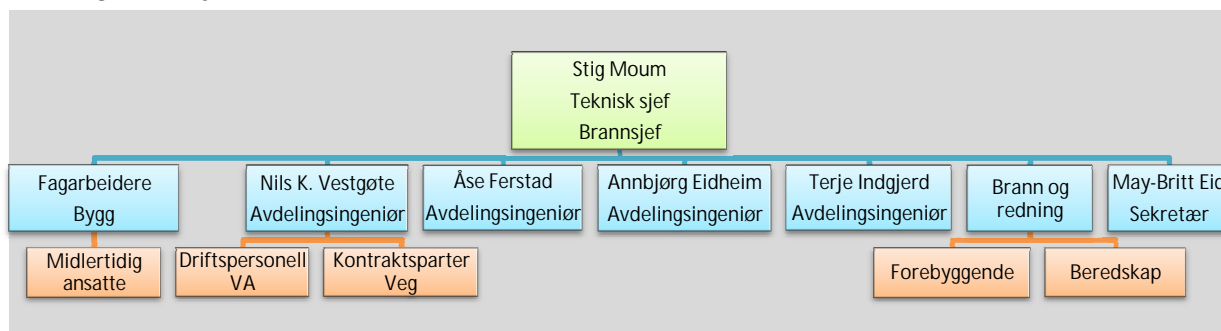 Stig Moum
Teknisk sjef
Brannsjef
Fagarbeidere
Bygg
Nils K. Vestgøte
Avdelingsingeniør
Åse Ferstad
Avdelingsingeniør
Annbjørg Eidheim
Avdelingsingeniør
Terje Indgjerd
Avdelingsingeniør
Brann og
redning
May-Britt
Sekretær
Midlertidig
ansatte
Driftspersonell
VA
Kontraktsparter
Veg
Forebyggende
Beredskap